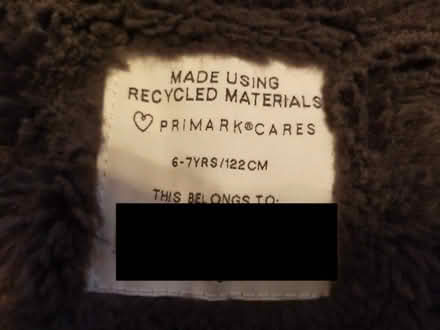 MADE USING
RECYCLED MATERIALS
PRIMARK®CARES
6-7YRS/122CM
THIS BELONGS TO: